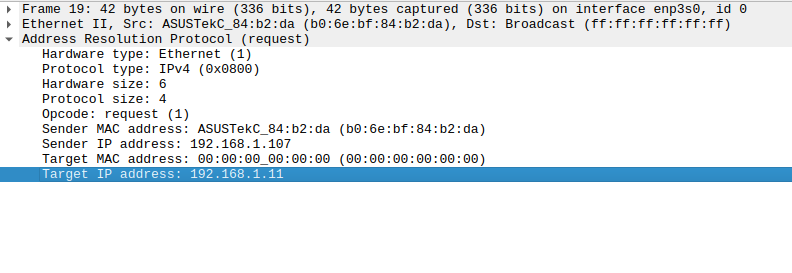 Frame 19: 42 bytes on wire (336 bits), 42 bytes captured (336 bits) on interface enp3s0, id 0
Ethernet II, Src: ASUSTekC_84:b2:da (b0:6e:bf:84:b2:da), Dst: Broadcast (ff:ff:ff:ff:ff:ff)
Address Resolution Protocol (request)
Hardware type: Ethernet (1)
Protocol type: IPv4 (0x0800)
Hardware size: 6
Protocol size: 4
Opcode: request (1)
Sender MAC address: ASUSTekC_84:b2:da (b0:6e:bf:84:b2:da)
Sender IP address: 192.168.1.107
Target MAC address: 00:00:00_00:00:00 (00:00:00:00:00:00)
Target IP address: 192.168.1.11